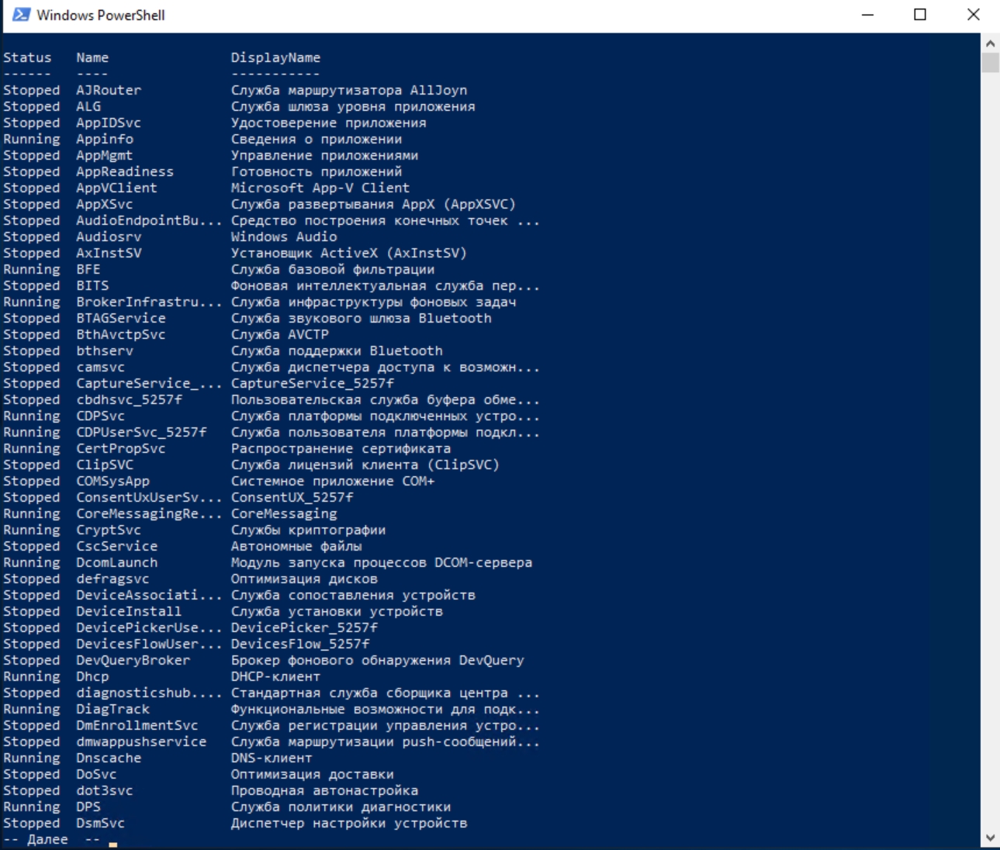 Windows PowerShell
Status Name DisplayName
------ ---- -----------
Stopped AJRouter Служба маршрутизатора AllJoyn
Stopped ALG Служба шлюза уровня приложения
Stopped AppIDSvc Удостоверение приложения
Running Appinfo Сведения о приложении
Stopped AppMgmt Управление приложениями
Stopped AppReadiness Готовность приложений
Stopped AppVClient Microsoft App-V Client
Stopped AppXSvc Служба развертывания AppX (AppXSVC)
Stopped AudioEndpointBu... Средство построения конечных точек ...
Stopped Audiosrv Windows Audio
Stopped AxInstSV Установщик ActiveX (AxInstSV)
Running BFE Служба базовой фильтрации
Stopped BITS Фоновая интеллектуальная служба пер...
Running BrokerInfrastru... Служба инфраструктуры фоновых задач
Stopped BTAGService Служба звукового шлюза Bluetooth
Stopped BthAvctpSvc Служба AVCTP
Stopped bthserv Служба поддержки Bluetooth
Stopped camsvc Служба диспетчера доступа к возможн...
Stopped CaptureService_... CaptureService_5257f
Stopped cbdhsvc_5257f Пользовательская служба буфера обме...
Running CDPSvc Служба платформы подключенных устро...
Running CDPUserSvc_5257f Служба пользователя платформы подкл...
Running CertPropSvc Распространение сертификата
Stopped ClipSVC Служба лицензий клиента (ClipSVC)
Stopped COMSysApp Системное приложение COM+
Stopped ConsentUxUserSv... ConsentUX_5257f
Running CoreMessagingRe... CoreMessaging
Running CryptSvc Службы криптографии
Stopped CscService Автономные файлы
Running DcomLaunch Модуль запуска процессов DCOM-сервера
Stopped defragsvc Оптимизация дисков
Stopped DeviceAssociati... Служба сопоставления устройств
Stopped DeviceInstall Служба установки устройств
Stopped DevicePickerUse... DevicePicker_5257f
Stopped DevicesFlowUser... DevicesFlow_5257f
Stopped DevQueryBroker Брокер фонового обнаружения DevQuery
Running Dhcp DHCP-клиент
Stopped diagnosticshub.... Стандартная служба сборщика центра ...
Running DiagTrack Функциональные возможности для подк...
Stopped DmEnrollmentSvc Служба регистрации управления устро...
Stopped dmwappushservice Служба маршрутизации push-сообщений...
Running Dnscache DNS-клиент
Stopped DoSvc Оптимизация доставки
Stopped dot3svc Проводная автонастройка
Running DPS Служба политики диагностики
Stopped DsmSvc Диспетчер настройки устройств
-- Далее --